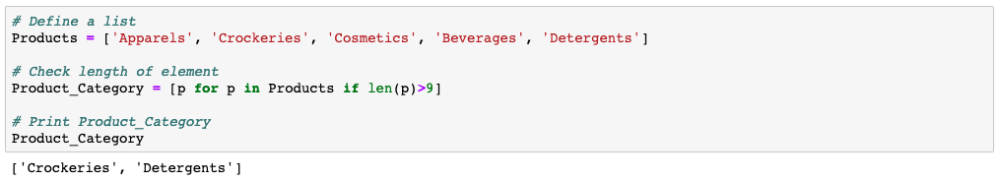 # Define a list
Products = ['Apparels', 'Crockeries', 'Cosmetics', 'Beverages', 'Detergents']
# Check length of element
Product_Category = [p for p in Products if len(p)>9]
# Print Product_Category
Product_Category
['Crockeries', 'Detergents']